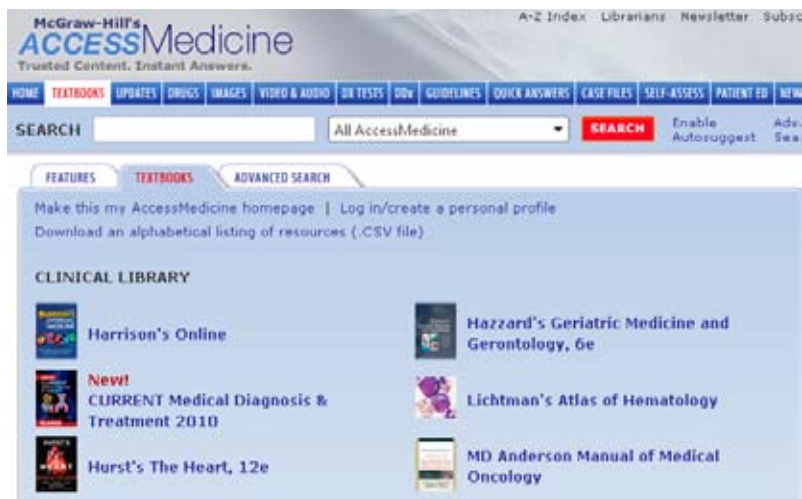 McGraw-Hill's
ACCESSMedicine
Trusted Content. Instant Answers.
A-Z Index Librarians Newsletter Subsc
HOME TEXTBOOKS UPDATES DRUGS IMAGES VIDEO & AUDIO DX TESTS DDx GUIDELINES QUICK ANSWERS CASE FILES SELF-ASSESS PATIENT ED NEW
SEARCH All AccessMedicine SEARCH Enable Autosuggest Adv. Sea
FEATURES TEXTBOOKS ADVANCED SEARCH
Make this my AccessMedicine homepage | Log in/create a personal profile
Download an alphabetical listing of resources (.CSV file)
CLINICAL LIBRARY
Harrison's Online
New!
CURRENT Medical Diagnosis &
Treatment 2010
Hurst's The Heart, 12e
Hazzard's Geriatric Medicine and
Gerontology, 6e
Lichtman's Atlas of Hematology
MD Anderson Manual of Medical
Oncology